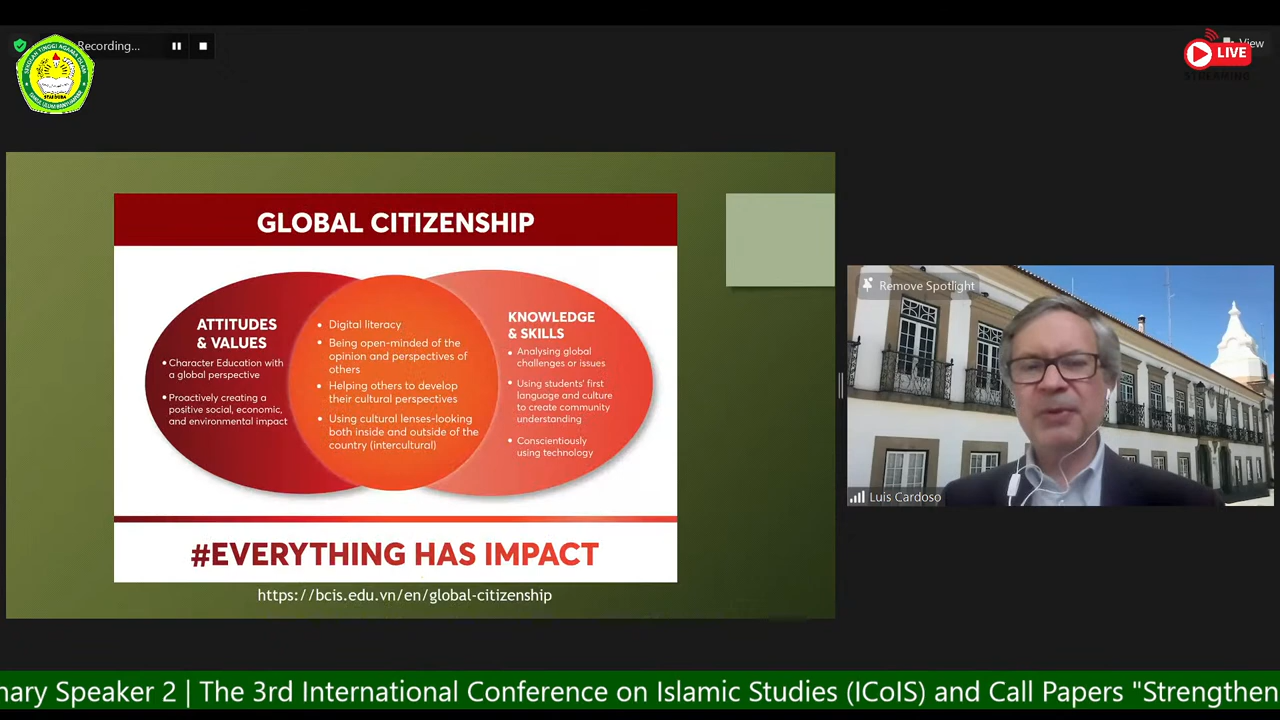 Recording...
View
LIVE
STREAMING
GLOBAL CITIZENSHIP
ATTITUDES
& VALUES
• Character Education with
a global perspective
• Proactively creating a
positive social, economic,
and environmental impact
• Digital literacy
• Being open-minded of the
opinion and perspectives of
others
• Helping others to develop
their cultural perspectives
• Using cultural lenses-looking
both inside and outside of the
country (intercultural)
KNOWLEDGE
& SKILLS
• Analysing global
challenges or issues
• Using students' first
language and culture
to create community
understanding
• Conscientiously
using technology
#EVERYTHING HAS IMPACT
https://bcis.edu.vn/en/global-citizenship
Remove Spotlight
Luis Cardoso
nary Speaker 2 | The 3rd International Conference on Islamic Studies (ICoIS) and Call Papers "Strengthen